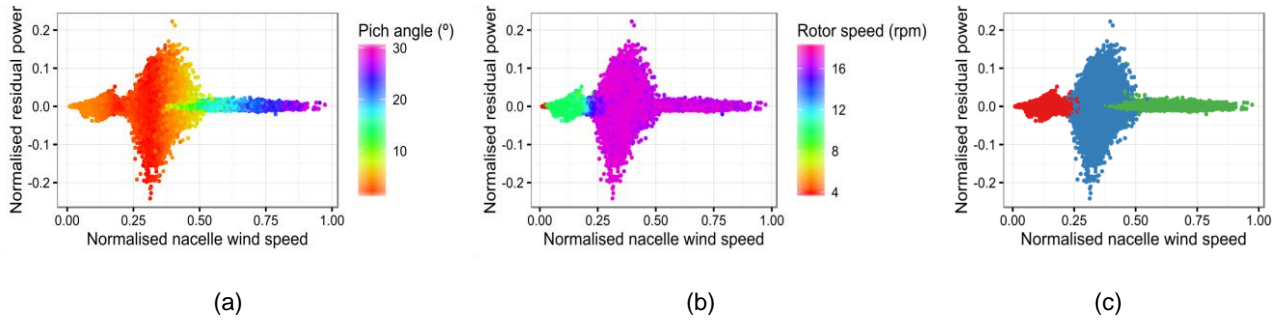 Normalised residual power
0.2
0.1
0.0
-0.1
-0.2
0.00 0.25 0.50 0.75 1.00
Normalised nacelle wind speed
Pich angle (º)
30
20
10
(a)
Normalised residual power
0.2
0.1
0.0
-0.1
-0.2
0.00 0.25 0.50 0.75 1.00
Normalised nacelle wind speed
Rotor speed (rpm)
16
12
8
4
(b)
Normalised residual power
0.2
0.1
0.0
-0.1
-0.2
0.00 0.25 0.50 0.75 1.00
Normalised nacelle wind speed
(c)